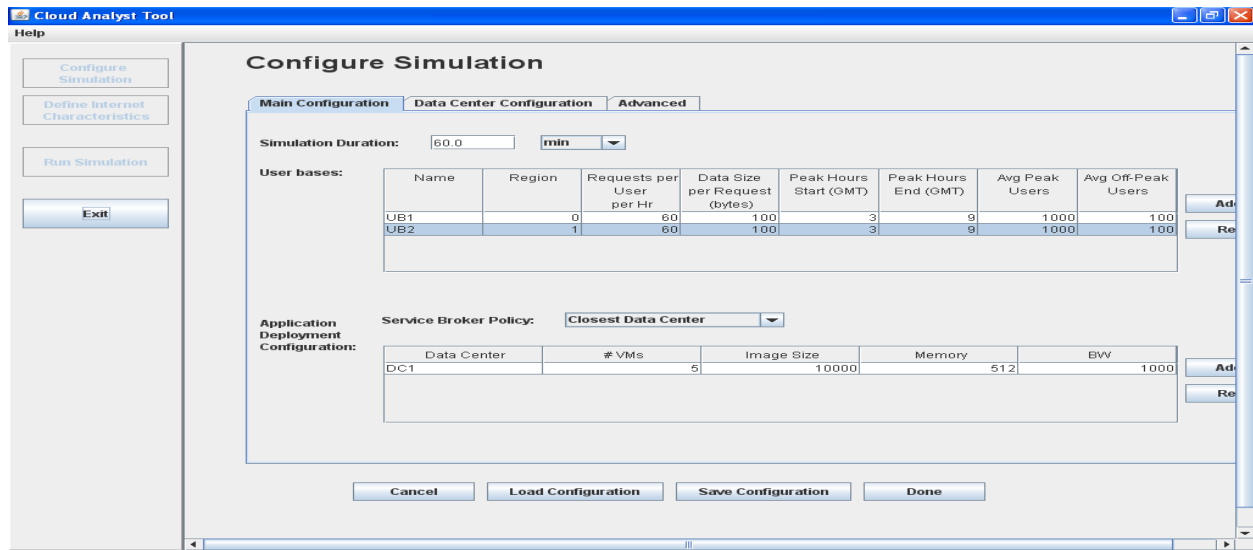 Cloud Analyst Tool
Help
Configure
Simulation
Define Internet
Characteristics
Run Simulation
Exit
Configure Simulation
Main Configuration Data Center Configuration Advanced
Simulation Duration: 60.0 min
User bases:
Name Region Requests per User per Hr Data Size per Request (bytes) Peak Hours Start (GMT) Peak Hours End (GMT) Avg Peak Users Avg Off-Peak Users
UB1 0 60 100 3 9 1000 100
UB2 1 60 100 3 9 1000 100
Ad
Re
Application
Deployment
Configuration:
Service Broker Policy: Closest Data Center
Data Center # VMs Image Size Memory BW
DC1 5 10000 512 1000
Ad
Re
Cancel Load Configuration Save Configuration Done